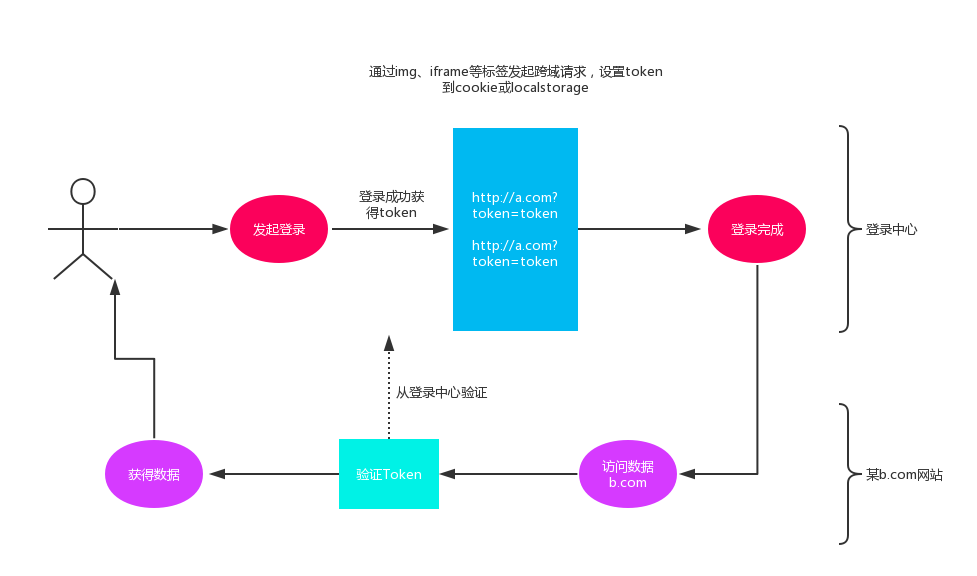 通过img、iframe等标签发起跨域请求，设置token
到cookie或localstorage
登录成功获
得token
http://a.com?
token=token
http://a.com?
token=token
发起登录
登录完成
登录中心
从登录中心验证
获得数据
验证Token
访问数据
b.com
某b.com网站